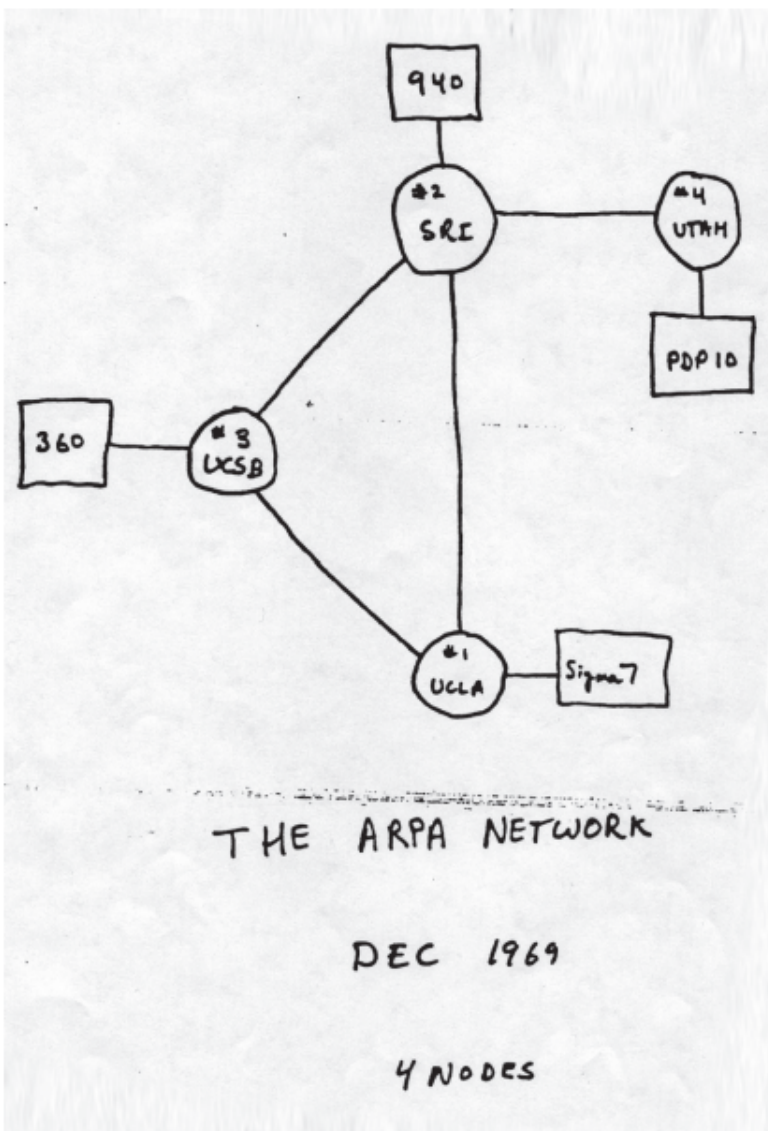 940
#2
SRI
#4
UTAH
PDP 10
360
#3
UCSB
#1
UCLA
Sigma 7
THE ARPA NETWORK
DEC 1969
4 NODES